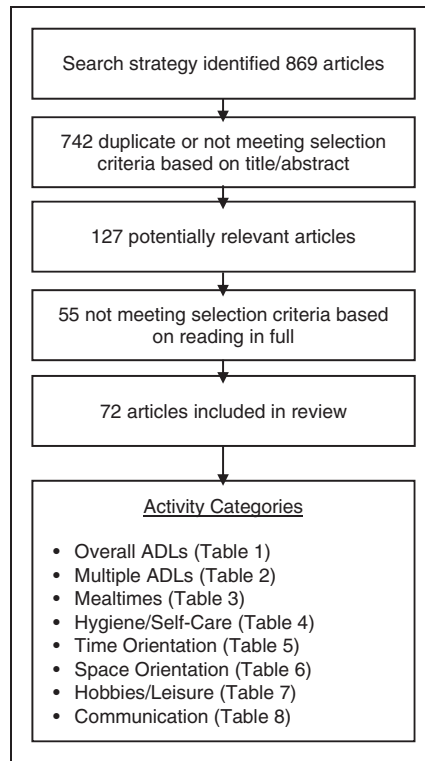 Search strategy identified 869 articles
742 duplicate or not meeting selection
criteria based on title/abstract
127 potentially relevant articles
55 not meeting selection criteria based
on reading in full
72 articles included in review
Activity Categories
• Overall ADLs (Table 1)
• Multiple ADLs (Table 2)
• Mealtimes (Table 3)
• Hygiene/Self-Care (Table 4)
• Time Orientation (Table 5)
• Space Orientation (Table 6)
• Hobbies/Leisure (Table 7)
• Communication (Table 8)